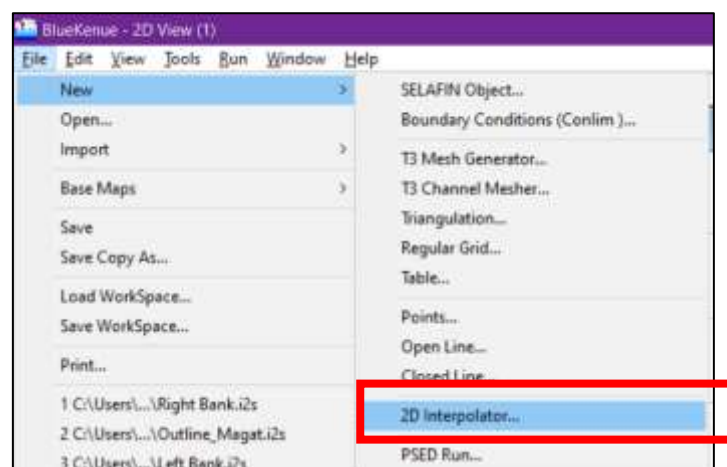 BlueKenue - 2D View (1)
File Edit View Tools Run Window Help
New
Open...
Import
Base Maps
Save
Save Copy As...
Load WorkSpace...
Save WorkSpace...
Print...
1 C:\Users\...\Right Bank.i2s
2 C:\Users\...\Outline_Magat.i2s
3 C:\Users\...\Left Bank.i2s
SELAFIN Object...
Boundary Conditions (Conlim )...
T3 Mesh Generator...
T3 Channel Mesher...
Triangulation...
Regular Grid...
Table...
Points...
Open Line...
Closed Line...
2D Interpolator...
PSED Run...